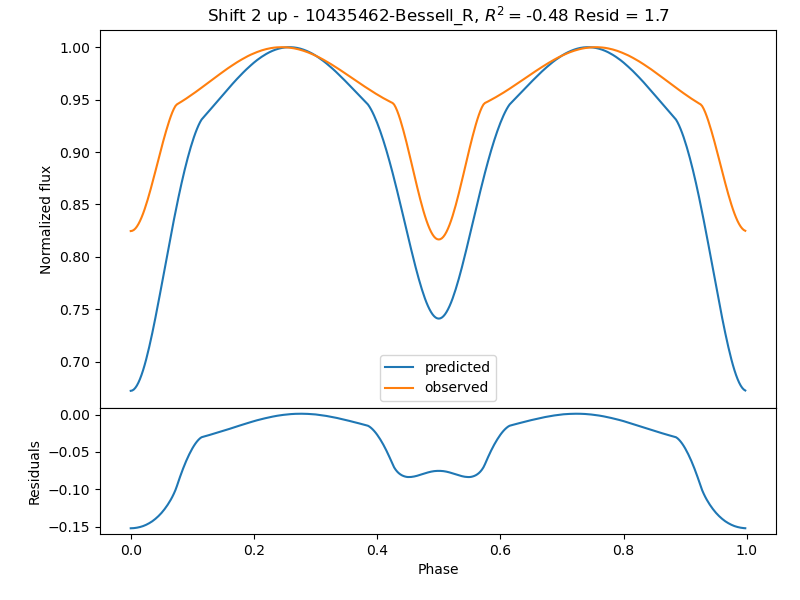 Shift 2 up - 10435462-Bessell_R, R² = -0.48 Resid = 1.7
1.00
0.95
0.90
0.85
0.80
0.75
0.70
Normalized flux
predicted
observed
0.00
−0.05
−0.10
−0.15
Residuals
0.0 0.2 0.4 0.6 0.8 1.0
Phase